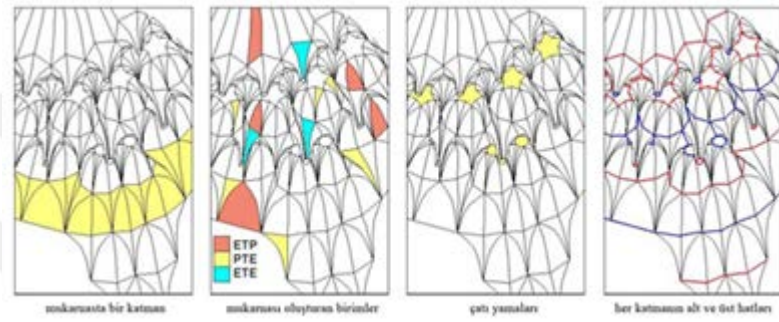 ETP
PTE
ETE
mukarnasta bir katman
mukarnası oluşturan birimler
çatı yamaları
her katmanın alt ve üst hatları